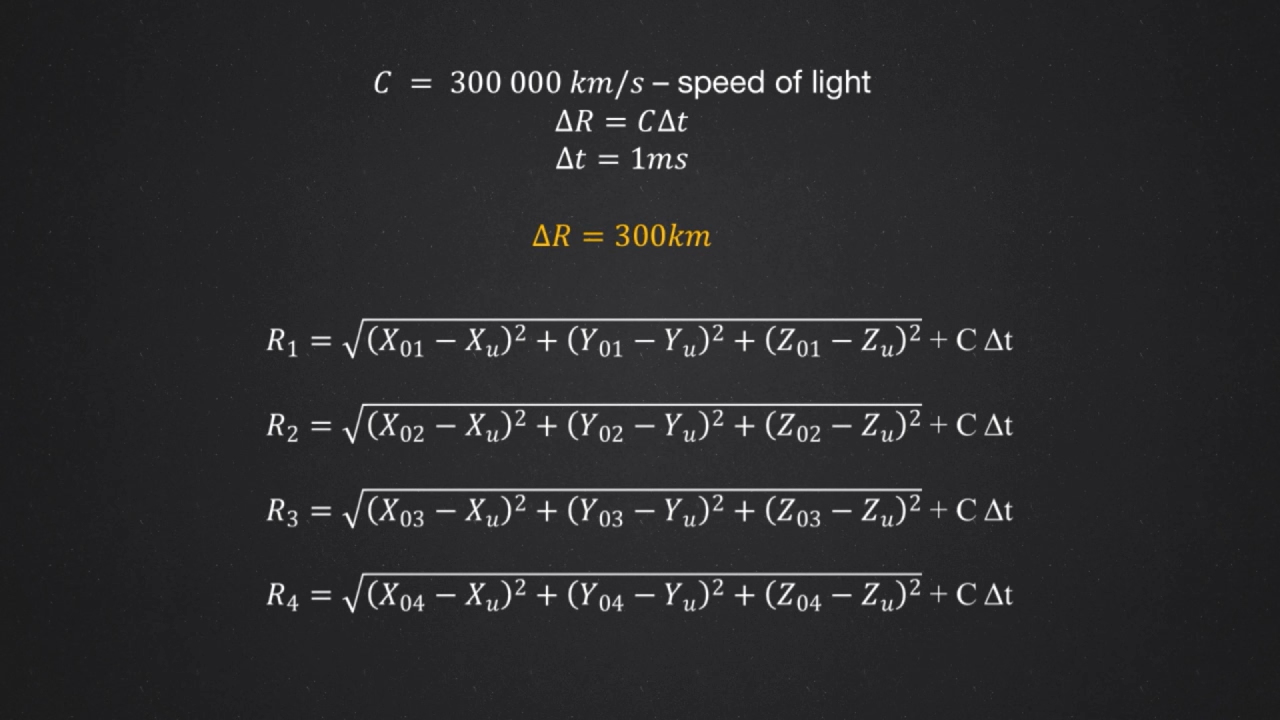 C = 300 000 km/s – speed of light
ΔR = CΔt
Δt = 1ms
ΔR = 300km
R₁ = √(X₀₁ − Xᵤ)² + (Y₀₁ − Yᵤ)² + (Z₀₁ − Zᵤ)² + C Δt
R₂ = √(X₀₂ − Xᵤ)² + (Y₀₂ − Yᵤ)² + (Z₀₂ − Zᵤ)² + C Δt
R₃ = √(X₀₃ − Xᵤ)² + (Y₀₃ − Yᵤ)² + (Z₀₃ − Zᵤ)² + C Δt
R₄ = √(X₀₄ − Xᵤ)² + (Y₀₄ − Yᵤ)² + (Z₀₄ − Zᵤ)² + C Δt